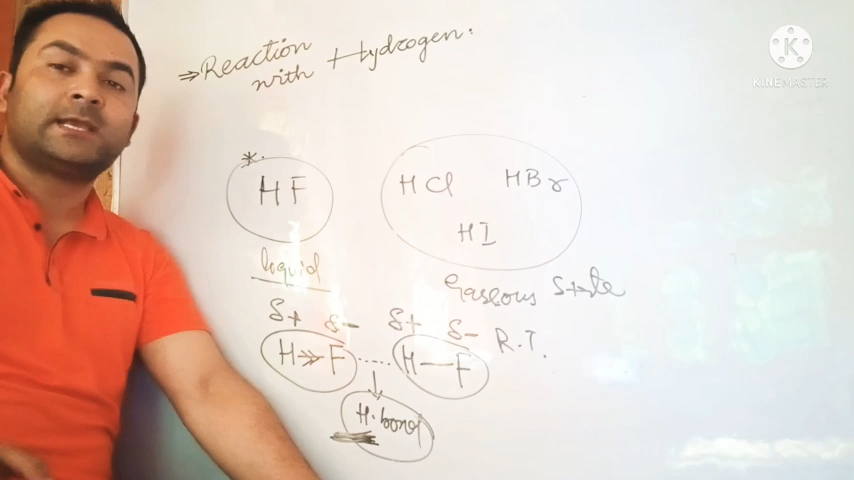 ⇒ Reaction
with Hydrogen:
K
KINEMASTER
*.
HF
HCl HBr
HI
liquid
Gaseous State
R.T.
δ+ δ- δ+ δ-
H⇒F ..... H—F
H.bond